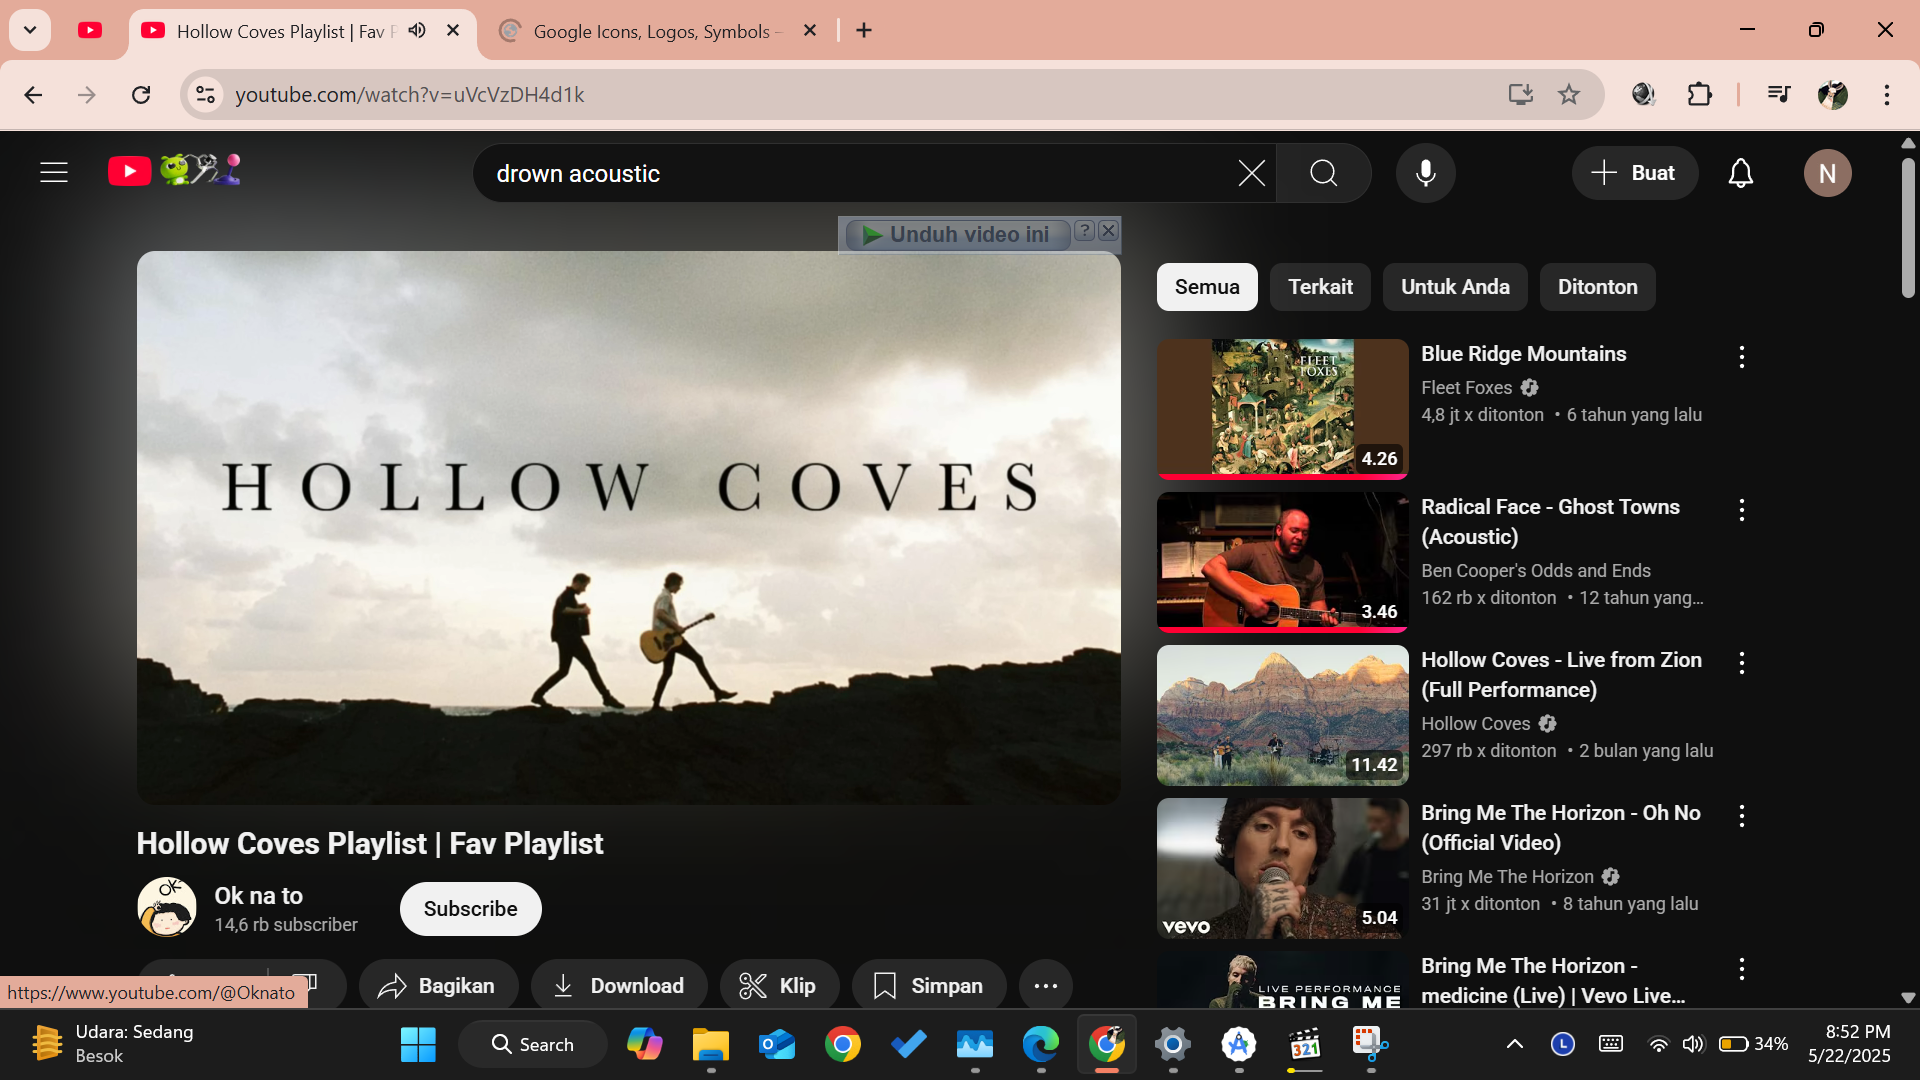 Hollow Coves Playlist | Fav P
Google Icons, Logos, Symbols –
youtube.com/watch?v=uVcVzDH4d1k
drown acoustic
Buat
N
Unduh video ini
?
HOLLOW COVES
Semua
Terkait
Untuk Anda
Ditonton
FLEET
FOXES
4.26
Blue Ridge Mountains
Fleet Foxes
4,8 jt x ditonton • 6 tahun yang lalu
3.46
Radical Face - Ghost Towns
(Acoustic)
Ben Cooper's Odds and Ends
162 rb x ditonton • 12 tahun yang...
11.42
Hollow Coves - Live from Zion
(Full Performance)
Hollow Coves
297 rb x ditonton • 2 bulan yang lalu
vevo
5.04
Bring Me The Horizon - Oh No
(Official Video)
Bring Me The Horizon
31 jt x ditonton • 8 tahun yang lalu
LIVE PERFORMANCE
BRING ME
Bring Me The Horizon -
medicine (Live) | Vevo Live...
Hollow Coves Playlist | Fav Playlist
OK
Ok na to
14,6 rb subscriber
Subscribe
Bagikan
Download
Klip
Simpan
https://www.youtube.com/@Oknato
Udara: Sedang
Besok
Search
321
L
34%
8:52 PM
5/22/2025